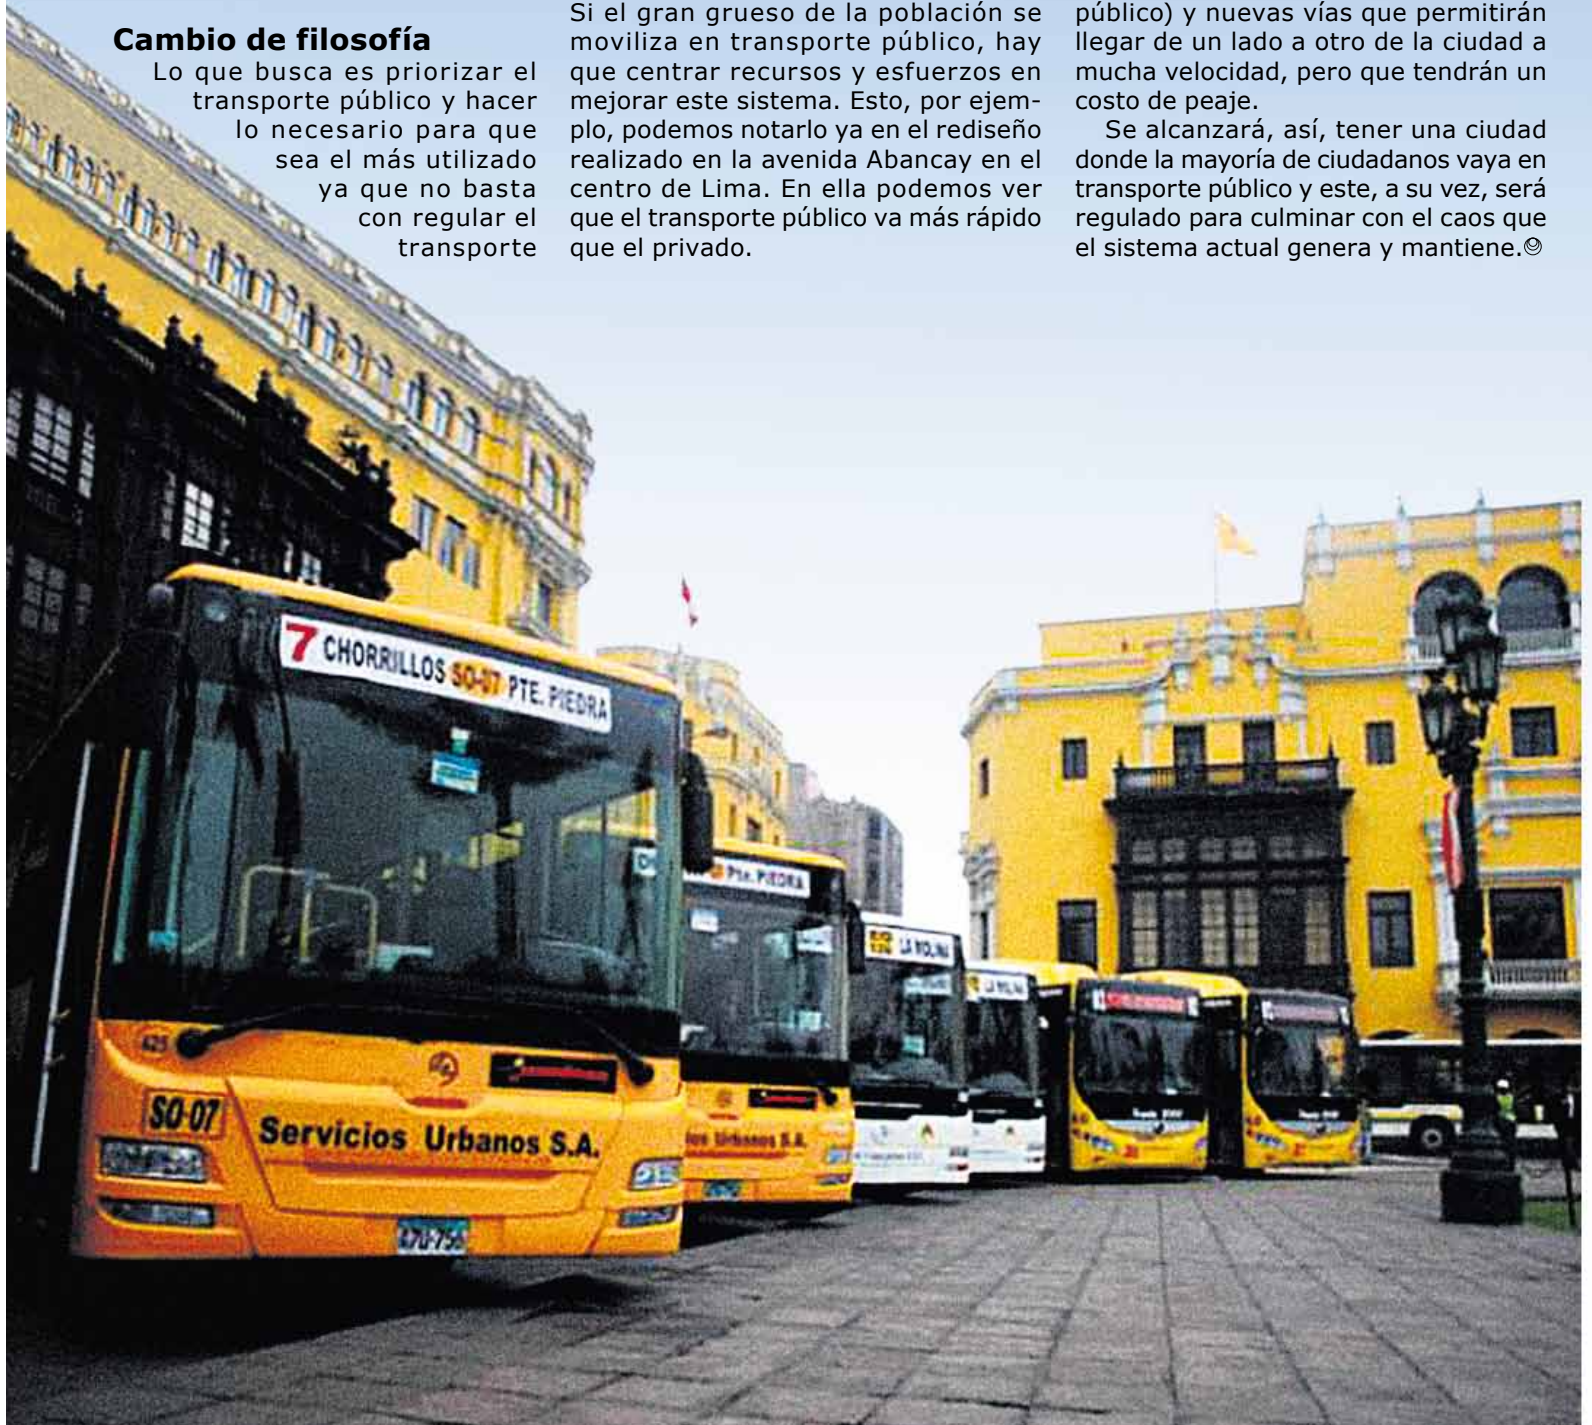 Cambio de filosofía
Lo que busca es priorizar el
transporte público y hacer
lo necesario para que
sea el más utilizado
ya que no basta
con regular el
transporte
Si el gran grueso de la población se
moviliza en transporte público, hay
que centrar recursos y esfuerzos en
mejorar este sistema. Esto, por ejem-
plo, podemos notarlo ya en el rediseño
realizado en la avenida Abancay en el
centro de Lima. En ella podemos ver
que el transporte público va más rápido
que el privado.
público) y nuevas vías que permitirán
llegar de un lado a otro de la ciudad a
mucha velocidad, pero que tendrán un
costo de peaje.
Se alcanzará, así, tener una ciudad
donde la mayoría de ciudadanos vaya en
transporte público y este, a su vez, será
regulado para culminar con el caos que
el sistema actual genera y mantiene.
7 CHORRILLOS SO-07 PTE. PIEDRA
625
SO-07
Servicios Urbanos S.A.
A7U-756
Pte. PIEDRA
Urbanos S.A.
LA MOLINA
LA MOLINA